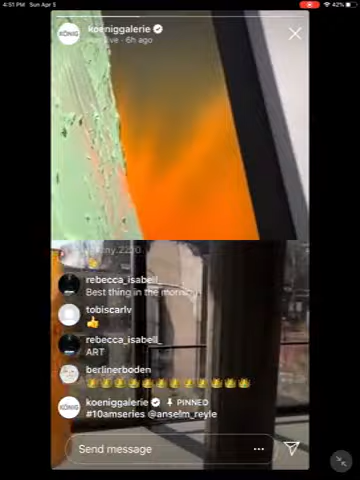 4:51 PM Sun Apr 5
42%
KÖNIG
koeniggalerie
6h ago
rebecca_isabell_
Best thing in the morning
tobiscarlv
👍
rebecca_isabell_
ART
berlinerboden
KÖNIG
koeniggalerie PINNED
#10amseries @anselm_reyle
Send message